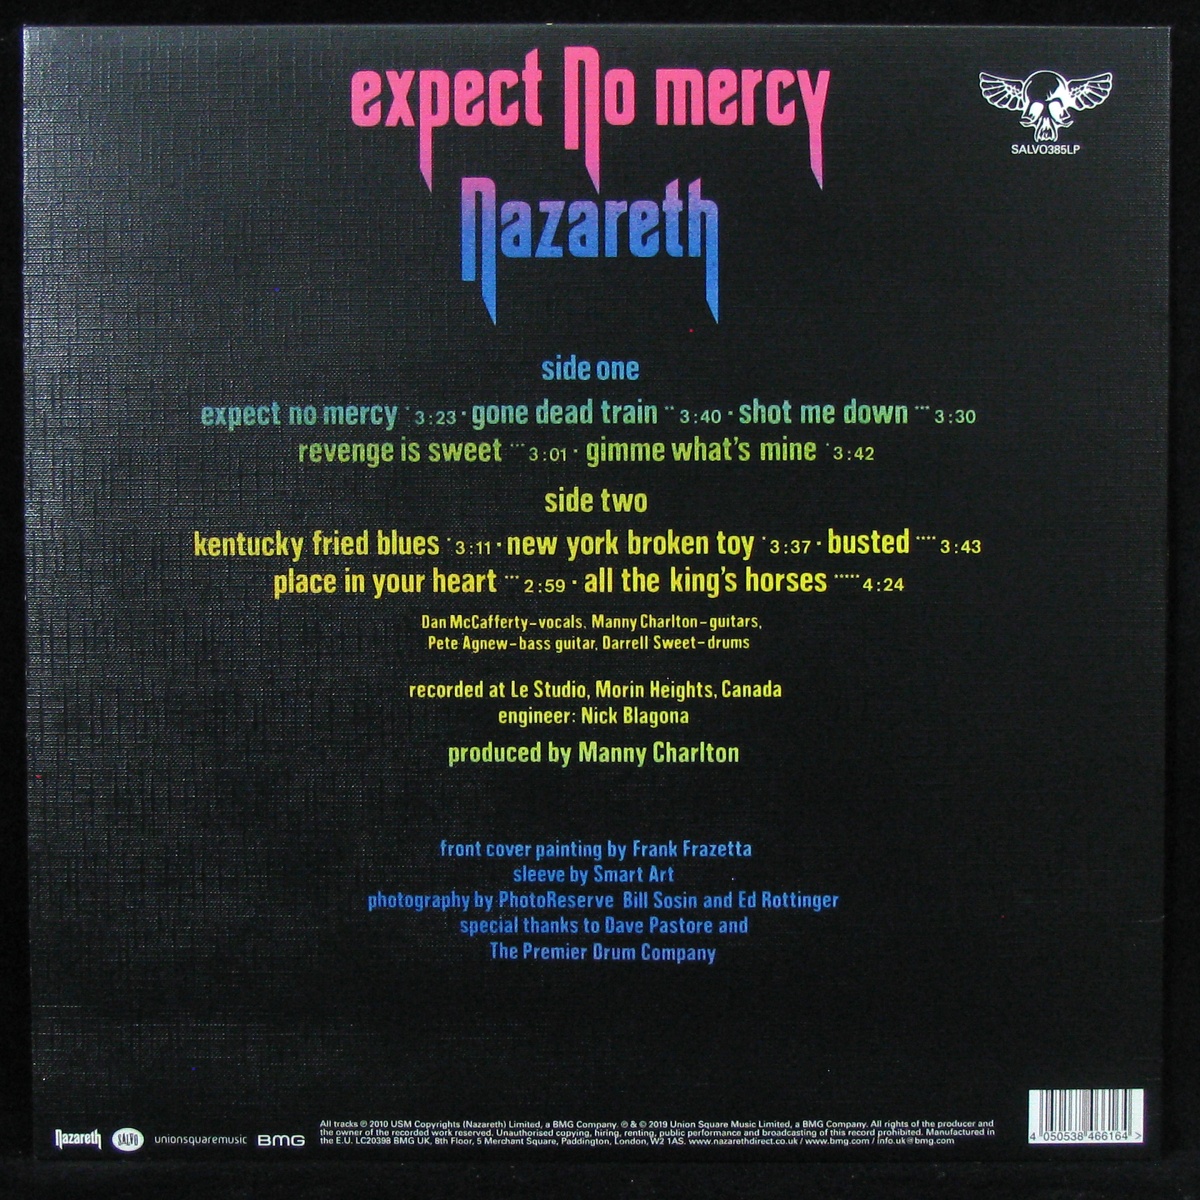 expect no mercy
SALVO385LP
Nazareth
side one
expect no mercy 3:23 · gone dead train 3:40 · shot me down 3:30
revenge is sweet 3:01 · gimme what's mine 3:42
side two
kentucky fried blues 3:11 · new york broken toy 3:37 · busted 3:43
place in your heart 2:59 · all the king's horses 4:24
Dan McCafferty–vocals, Manny Charlton–guitars,
Pete Agnew–bass guitar, Darrell Sweet–drums
recorded at Le Studio, Morin Heights, Canada
engineer: Nick Blagona
produced by Manny Charlton
front cover painting by Frank Frazetta
sleeve by Smart Art
photography by PhotoReserve Bill Sosin and Ed Rottinger
special thanks to Dave Pastore and
The Premier Drum Company
Nazareth SALVO unionsquaremusic BMG
All tracks ℗ 2010 USM Copyrights (Nazareth) Limited, a BMG Company. ℗ & © 2019 Union Square Music Limited, a BMG Company. All rights of the producer and
the owner of the recorded work reserved. Unauthorised copying, hiring, renting, public performance and broadcasting of this record prohibited. Manufactured in
the E.U. LC20398 BMG UK, 8th Floor, 5 Merchant Square, Paddington, London, W2 1AS. www.nazarethdirect.co.uk / www.bmg.com / info.uk@bmg.com
4 050538 466164 >